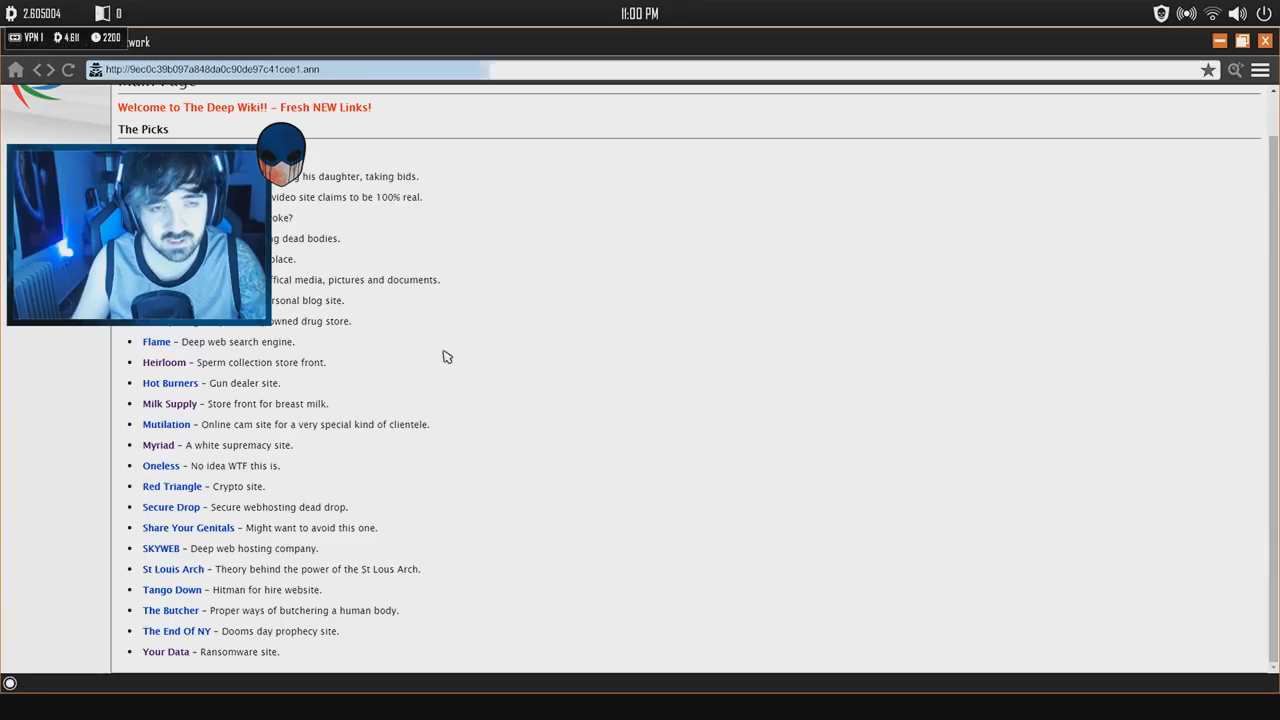 2.605004
0
11:00 PM
VPN 1 4.611 2200
work
http://9ec0c39b097a848da0c90de97c41cee1.ann
Main Page
Welcome to The Deep Wiki!! – Fresh NEW Links!
The Picks
his daughter, taking bids.
video site claims to be 100% real.
oke?
ng dead bodies.
place.
ffical media, pictures and documents.
rsonal blog site.
owned drug store.
• Flame – Deep web search engine.
• Heirloom – Sperm collection store front.
• Hot Burners – Gun dealer site.
• Milk Supply – Store front for breast milk.
• Mutilation – Online cam site for a very special kind of clientele.
• Myriad – A white supremacy site.
• Oneless – No idea WTF this is.
• Red Triangle – Crypto site.
• Secure Drop – Secure webhosting dead drop.
• Share Your Genitals – Might want to avoid this one.
• SKYWEB – Deep web hosting company.
• St Louis Arch – Theory behind the power of the St Lous Arch.
• Tango Down – Hitman for hire website.
• The Butcher – Proper ways of butchering a human body.
• The End Of NY – Dooms day prophecy site.
• Your Data – Ransomware site.